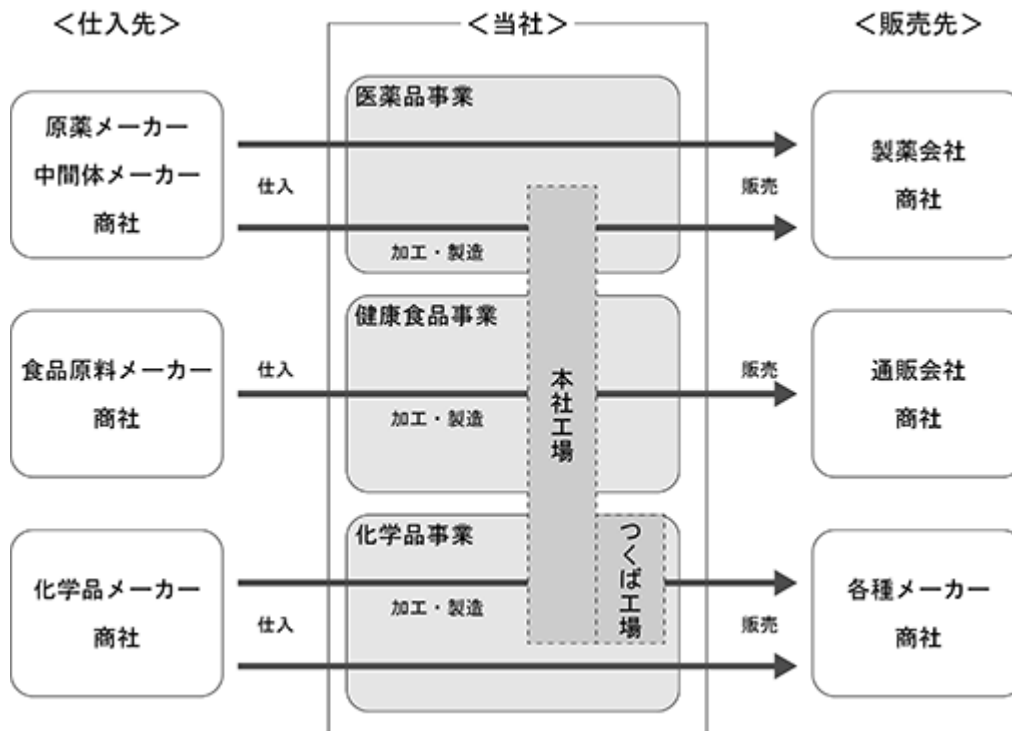 ＜仕入先＞
＜当社＞
＜販売先＞
原薬メーカー
中間体メーカー
商社
仕入
医薬品事業
加工・製造
販売
製薬会社
商社
食品原料メーカー
商社
仕入
健康食品事業
加工・製造
本社工場
販売
通販会社
商社
化学品メーカー
商社
仕入
化学品事業
加工・製造
つくば工場
販売
各種メーカー
商社